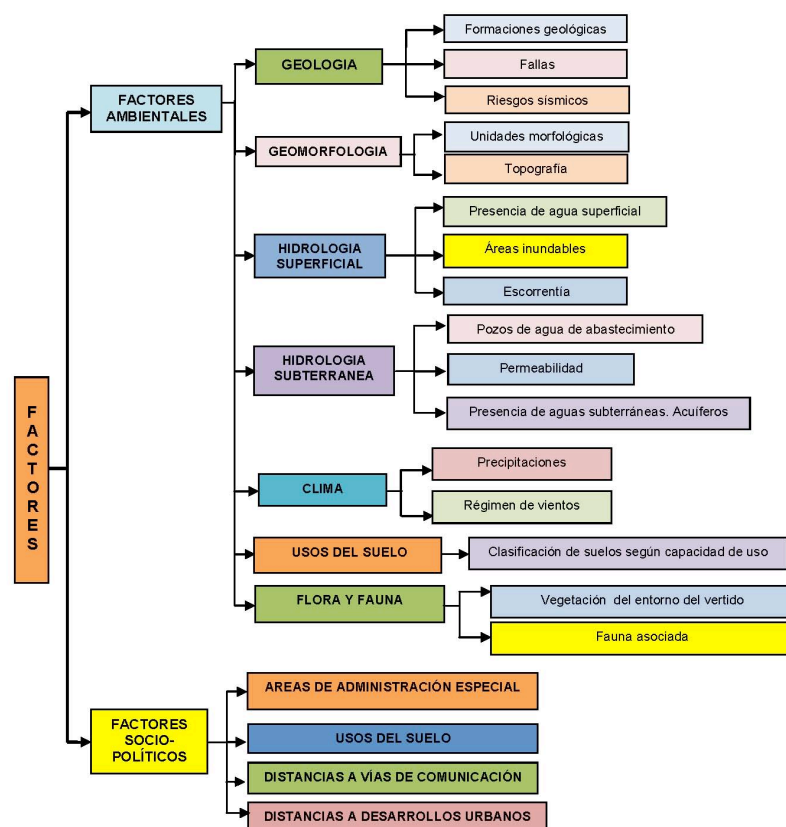 FACTORES
FACTORES
AMBIENTALES
GEOLOGIA
Formaciones geológicas
Fallas
Riesgos sísmicos
GEOMORFOLOGIA
Unidades morfológicas
Topografía
HIDROLOGIA
SUPERFICIAL
Presencia de agua superficial
Áreas inundables
Escorrentía
HIDROLOGIA
SUBTERRANEA
Pozos de agua de abastecimiento
Permeabilidad
Presencia de aguas subterráneas. Acuíferos
CLIMA
Precipitaciones
Régimen de vientos
USOS DEL SUELO
Clasificación de suelos según capacidad de uso
FLORA Y FAUNA
Vegetación del entorno del vertido
Fauna asociada
FACTORES
SOCIO-
POLÍTICOS
AREAS DE ADMINISTRACIÓN ESPECIAL
USOS DEL SUELO
DISTANCIAS A VÍAS DE COMUNICACIÓN
DISTANCIAS A DESARROLLOS URBANOS